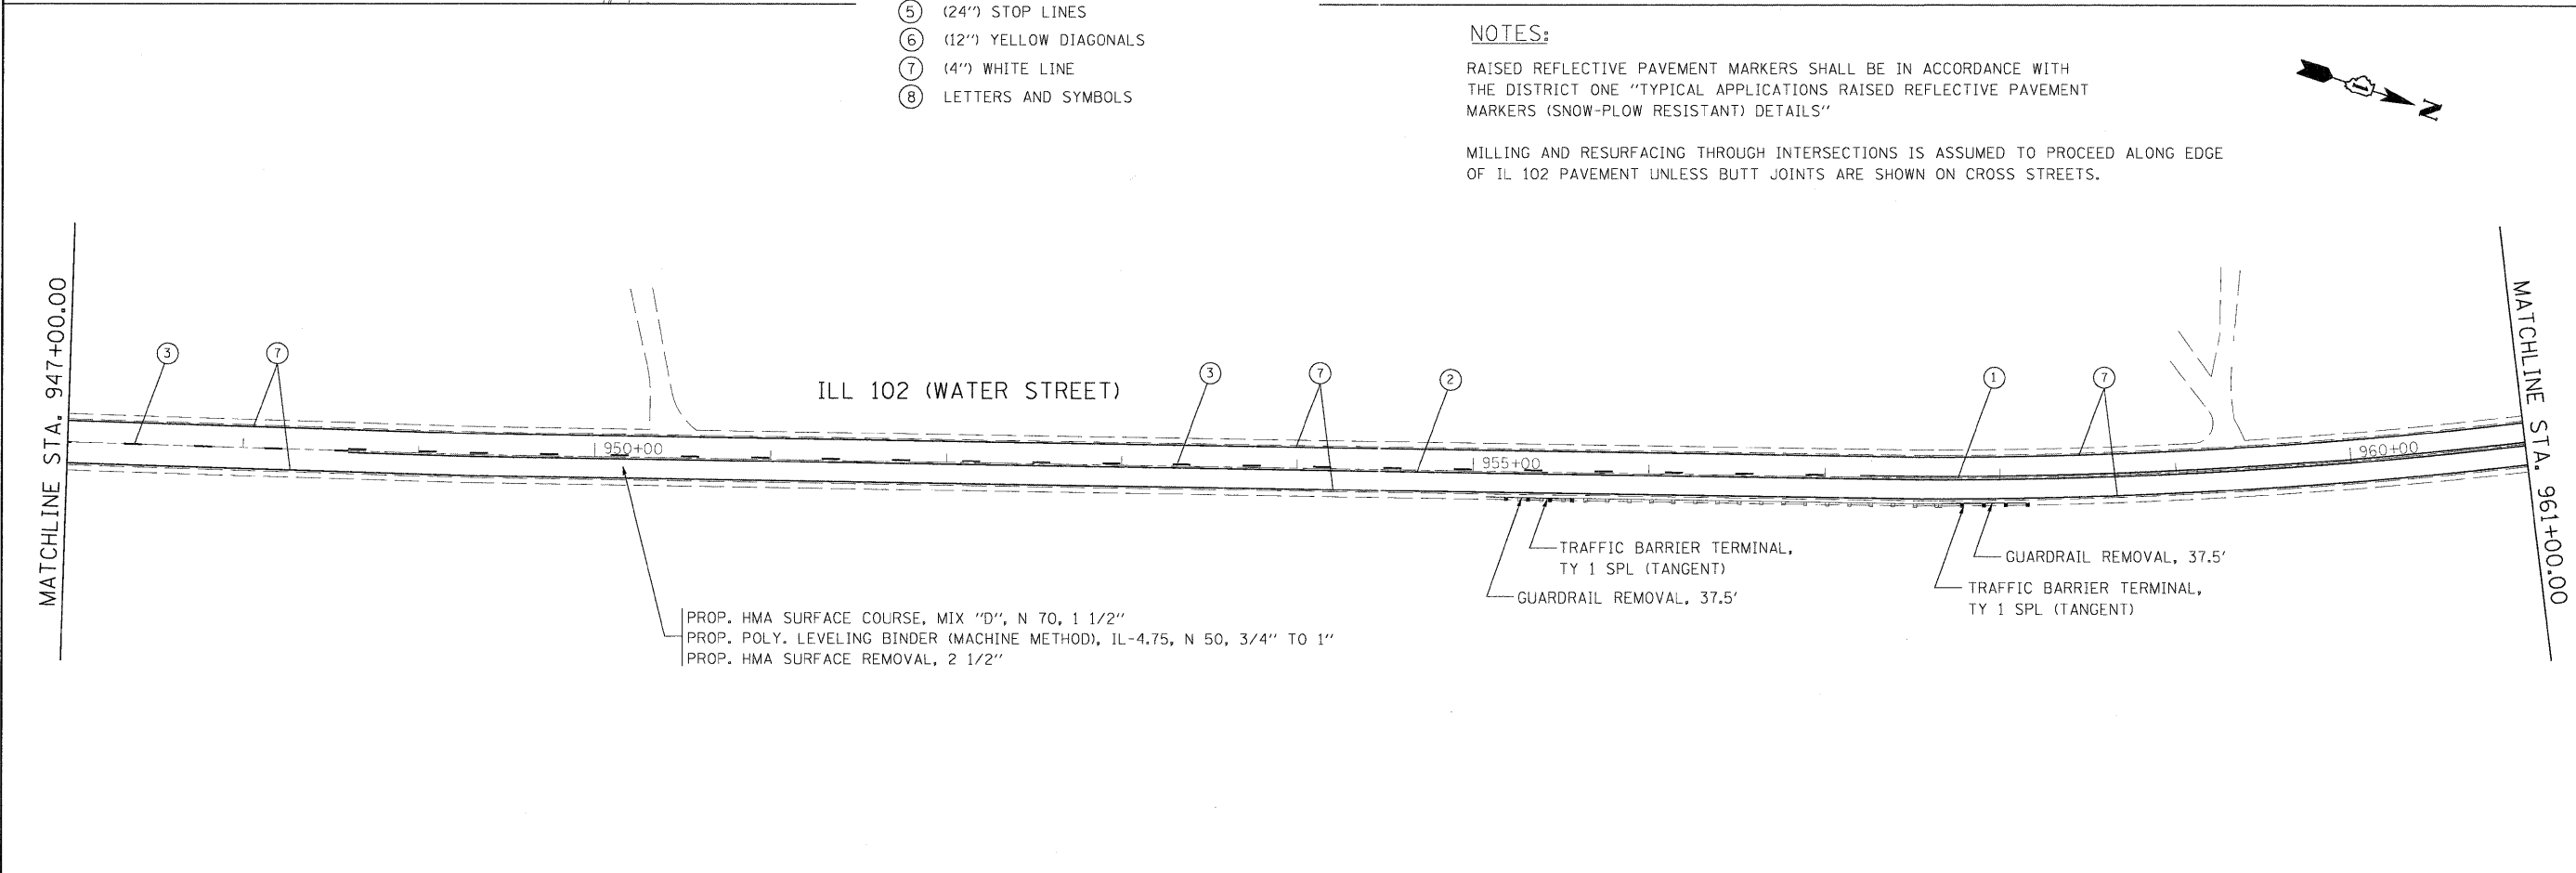 ⑤ (24") STOP LINES
⑥ (12") YELLOW DIAGONALS
⑦ (4") WHITE LINE
⑧ LETTERS AND SYMBOLS
NOTES:
RAISED REFLECTIVE PAVEMENT MARKERS SHALL BE IN ACCORDANCE WITH
THE DISTRICT ONE "TYPICAL APPLICATIONS RAISED REFLECTIVE PAVEMENT
MARKERS (SNOW-PLOW RESISTANT) DETAILS"
MILLING AND RESURFACING THROUGH INTERSECTIONS IS ASSUMED TO PROCEED ALONG EDGE
OF IL 102 PAVEMENT UNLESS BUTT JOINTS ARE SHOWN ON CROSS STREETS.
N
MATCHLINE STA. 947+00.00
3
7
ILL 102 (WATER STREET)
3
7
2
1
7
950+00
955+00
960+00
MATCHLINE STA. 961+00.00
TRAFFIC BARRIER TERMINAL,
TY 1 SPL (TANGENT)
GUARDRAIL REMOVAL, 37.5'
GUARDRAIL REMOVAL, 37.5'
TRAFFIC BARRIER TERMINAL,
TY 1 SPL (TANGENT)
PROP. HMA SURFACE COURSE, MIX "D", N 70, 1 1/2"
PROP. POLY. LEVELING BINDER (MACHINE METHOD), IL-4.75, N 50, 3/4" TO 1"
PROP. HMA SURFACE REMOVAL, 2 1/2"